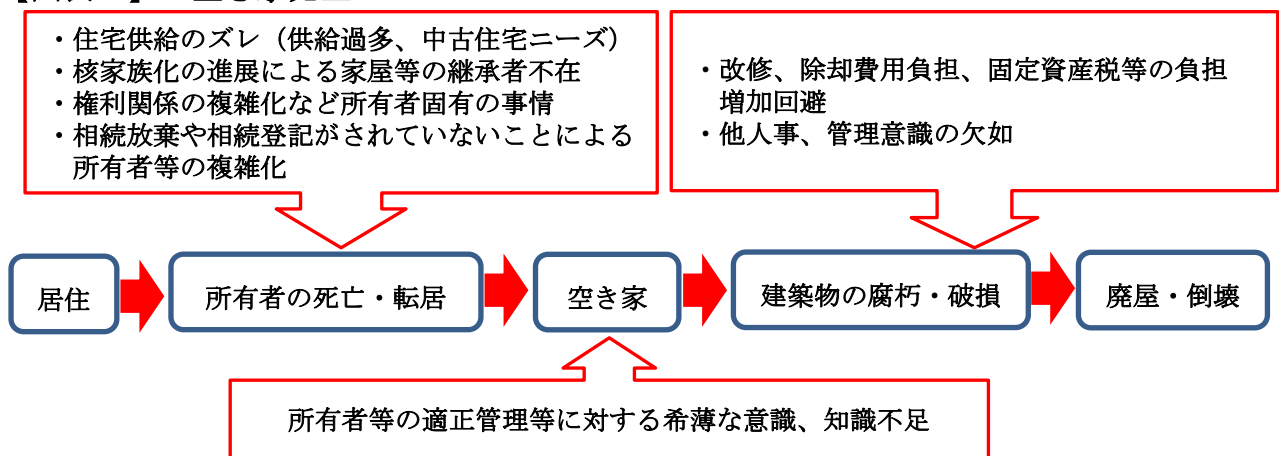 ・住宅供給のズレ（供給過多、中古住宅ニーズ）
・核家族化の進展による家屋等の継承者不在
・権利関係の複雑化など所有者固有の事情
・相続放棄や相続登記がされていないことによる
所有者等の複雑化
・改修、除却費用負担、固定資産税等の負担
増加回避
・他人事、管理意識の欠如
居住
所有者の死亡・転居
空き家
建築物の腐朽・破損
廃屋・倒壊
所有者等の適正管理等に対する希薄な意識、知識不足